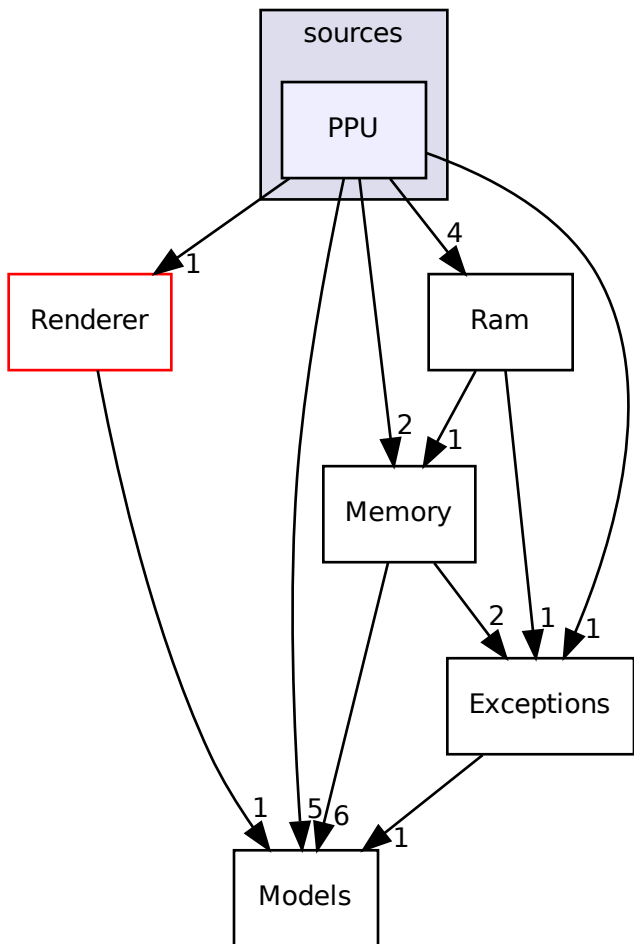 sources
PPU
4
1
Renderer
Ram
2
1
Memory
2
1
1
Exceptions
1
5
6
1
Models